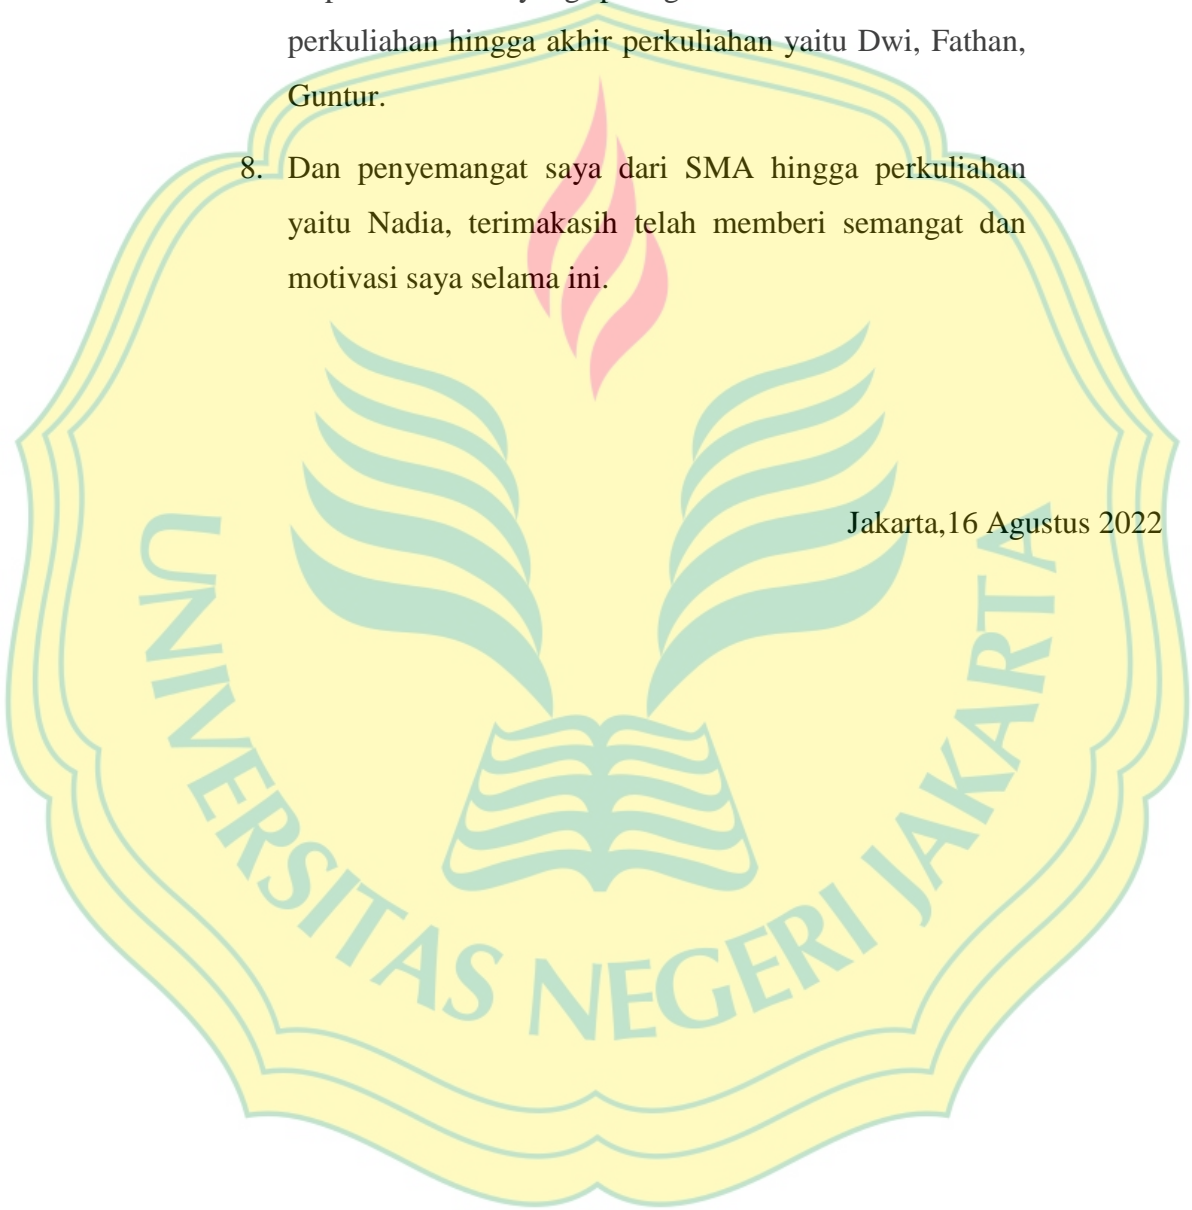 perkuliahan hingga akhir perkuliahan yaitu Dwi, Fathan,
Guntur.
8. Dan penyemangat saya dari SMA hingga perkuliahan
yaitu Nadia, terimakasih telah memberi semangat dan
motivasi saya selama ini.
Jakarta,16 Agustus 2022
UNIVERSITAS NEGERI JAKARTA